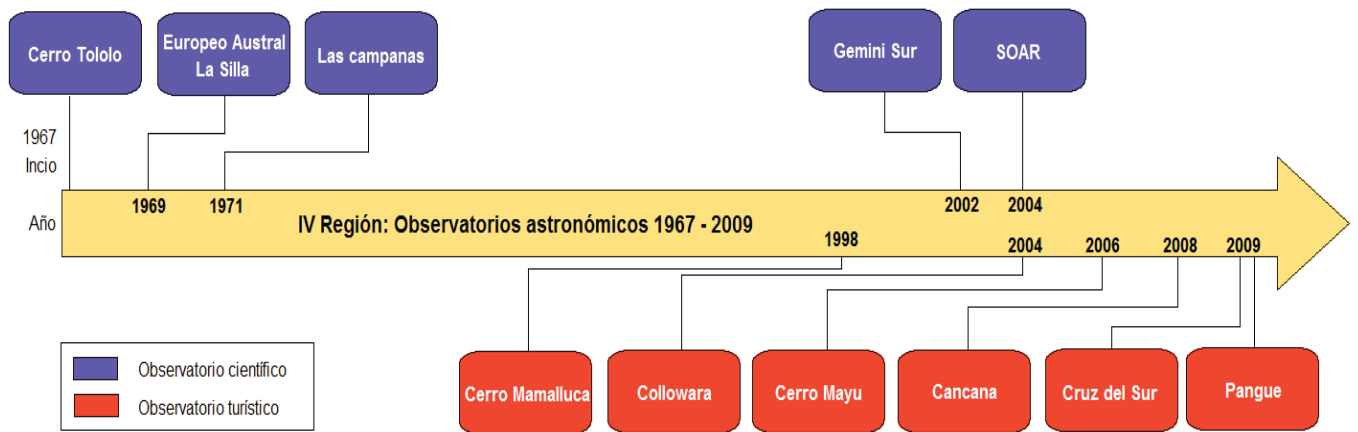 Cerro Tololo
Europeo Austral
La Silla
Las campanas
Gemini Sur
SOAR
1967
Incio
Año
1969
1971
2002
2004
IV Región: Observatorios astronómicos 1967 - 2009
1998
2004
2006
2008
2009
Cerro Mamalluca
Collowara
Cerro Mayu
Cancana
Cruz del Sur
Pangue
Observatorio científico
Observatorio turístico